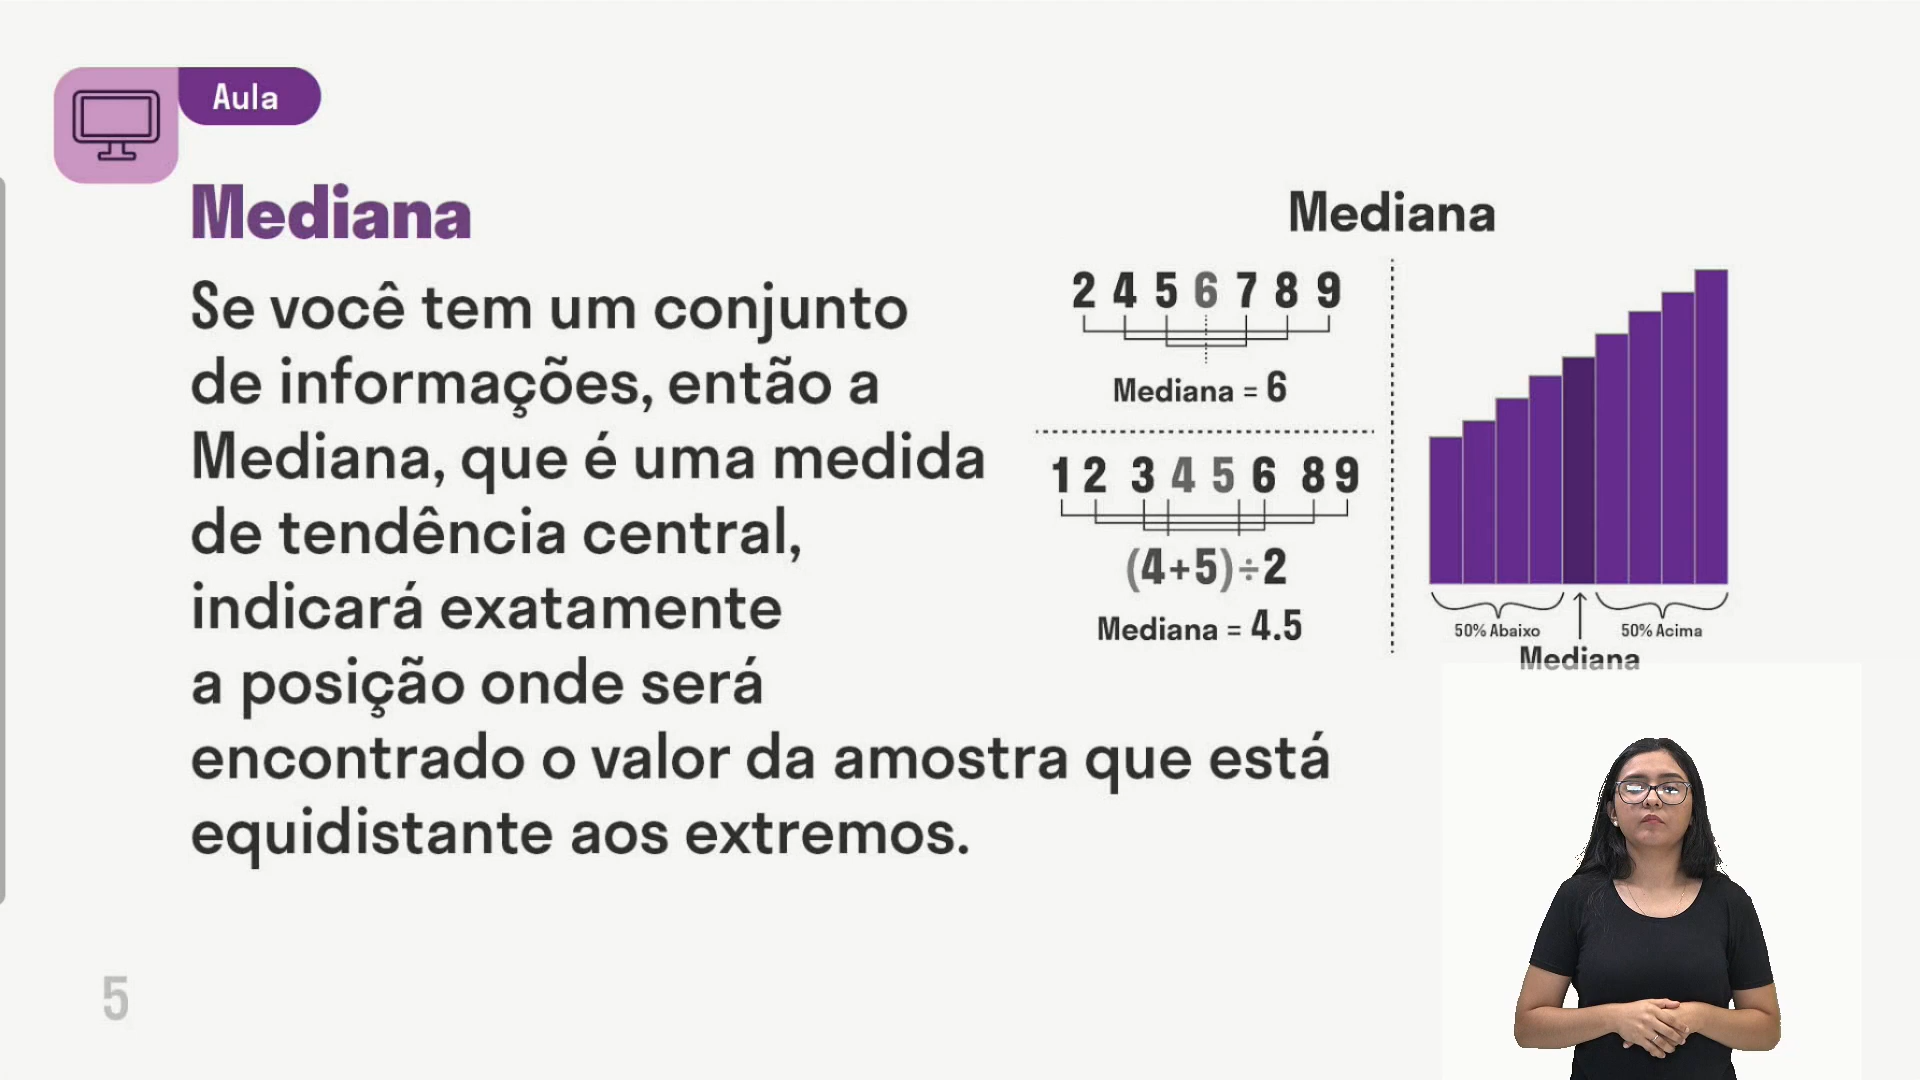 Aula
Mediana
Se você tem um conjunto
de informações, então a
Mediana, que é uma medida
de tendência central,
indicará exatamente
a posição onde será
encontrado o valor da amostra que está
equidistante aos extremos.
Mediana
2 4 5 6 7 8 9
Mediana = 6
1 2 3 4 5 6 8 9
(4+5)÷2
Mediana = 4.5
50% Abaixo
50% Acima
Mediana
5